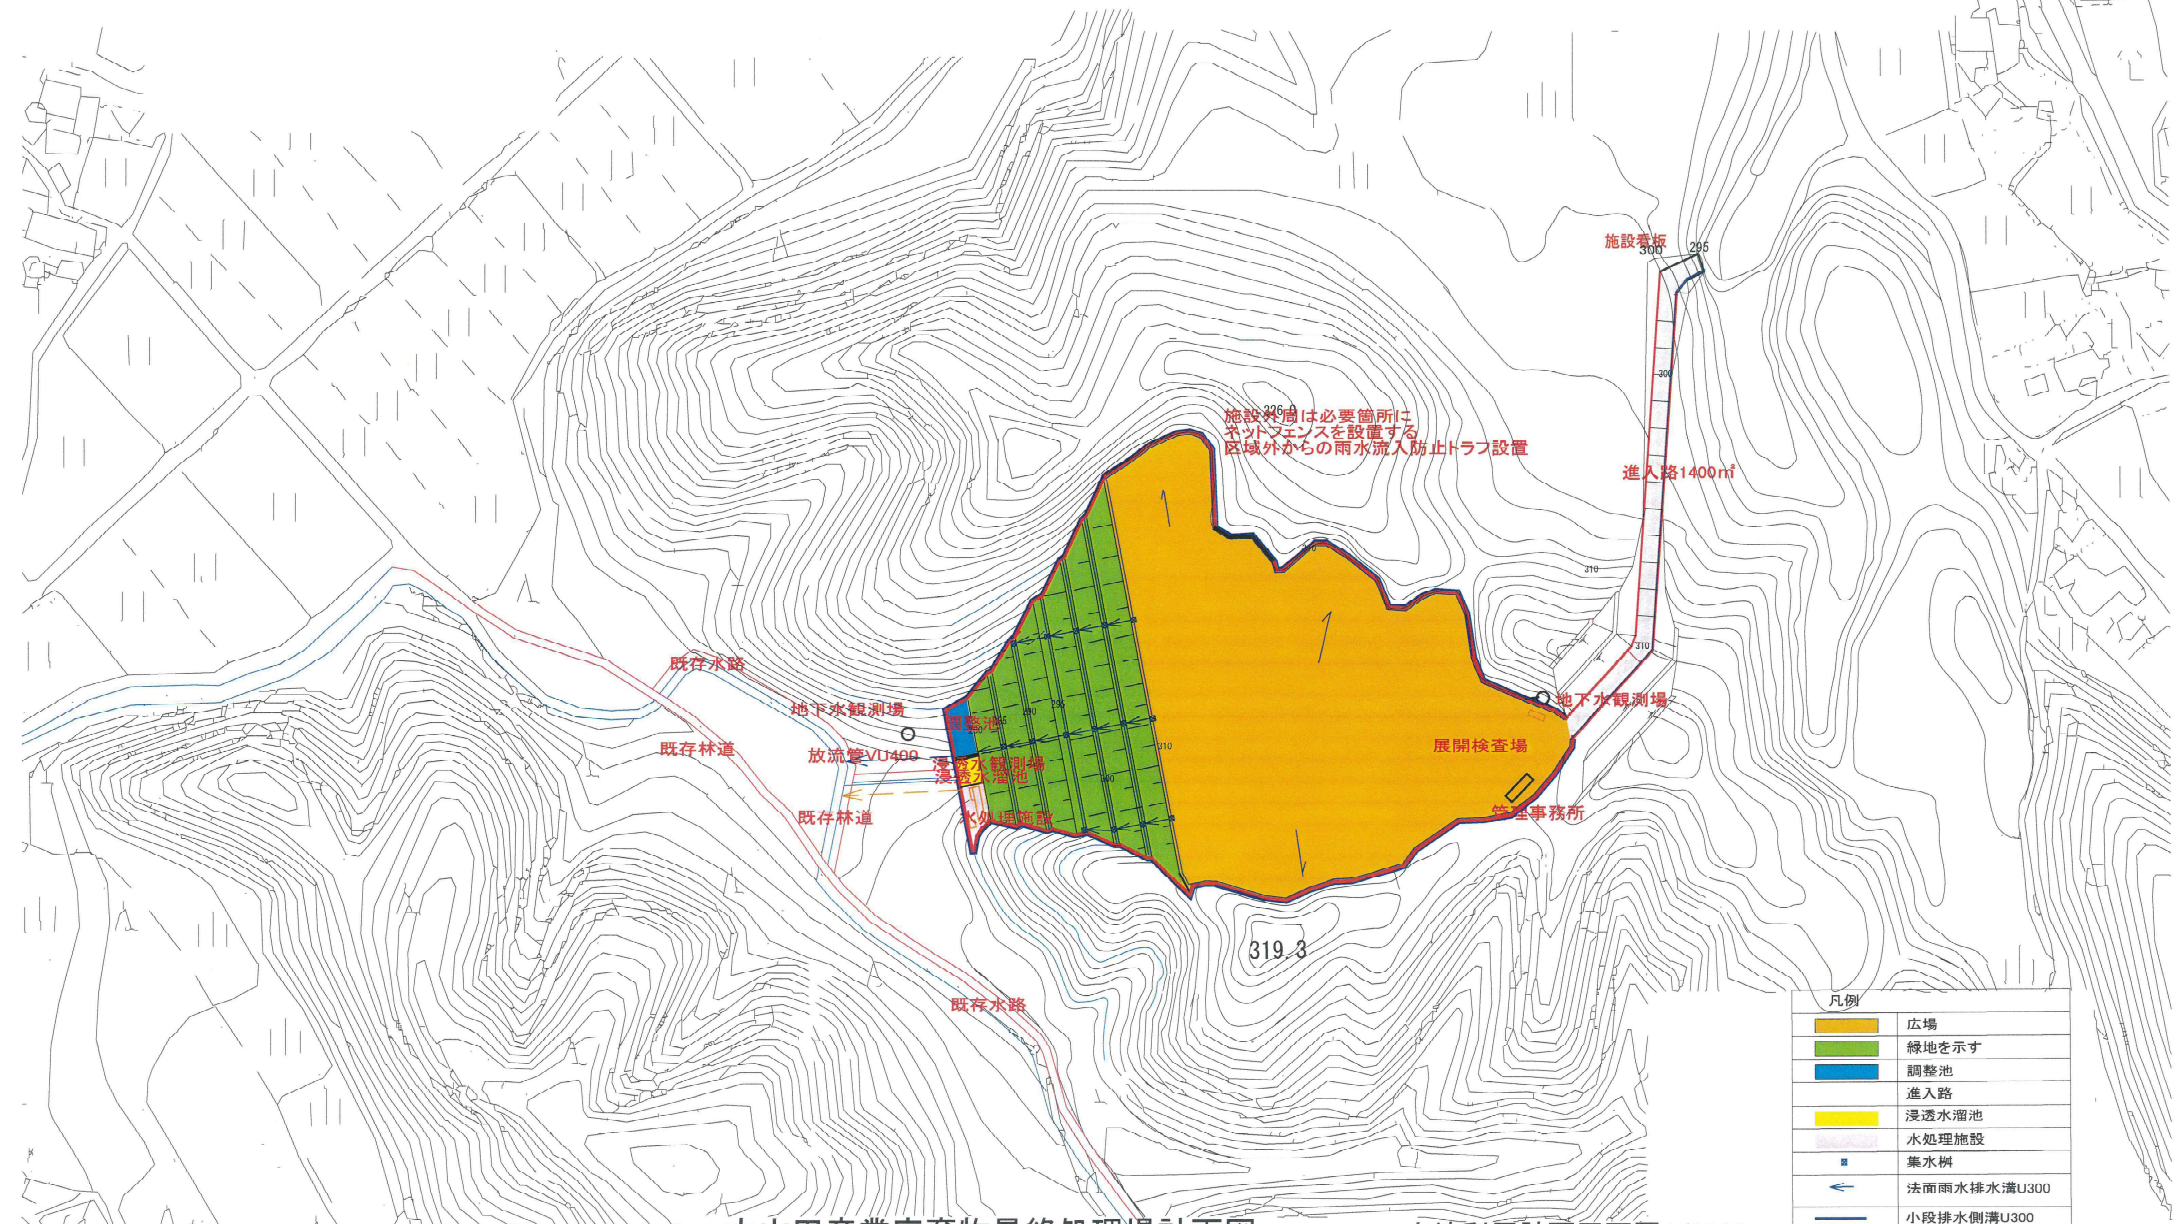 施設看板
300
295
300
326.0
施設外周は必要箇所に
ネットフェンスを設置する
区域外からの雨水流入防止トラフ設置
進入路1400㎡
310
310
310
既存水路
地下水観測場
地下水観測場
調整池
290
295
既存林道
放流管VU400
浸透水観測場
浸透水溜池
310
300
展開検査場
既存林道
水処理施設
管理事務所
319.3
既存水路
凡例
広場
緑地を示す
調整池
進入路
浸透水溜池
水処理施設
集水桝
法面雨水排水溝U300
小段排水側溝U300